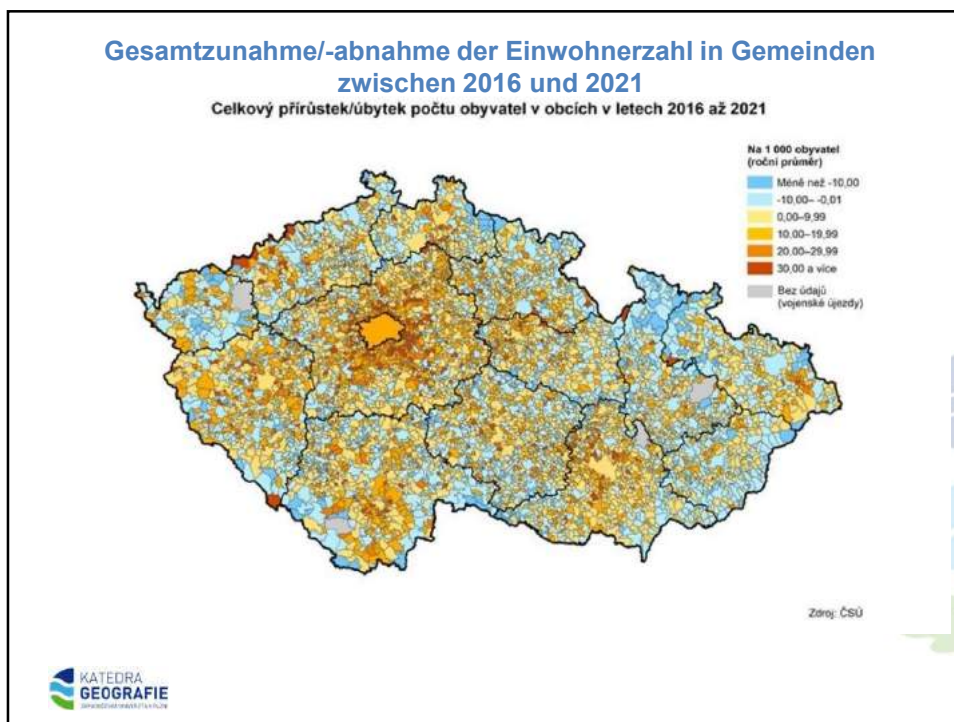 Gesamtzunahme/-abnahme der Einwohnerzahl in Gemeinden
zwischen 2016 und 2021
Celkový přírůstek/úbytek počtu obyvatel v obcích v letech 2016 až 2021
Na 1 000 obyvatel
(roční průměr)
Méně než -10,00
-10,00– -0,01
0,00–9,99
10,00–19,99
20,00–29,99
30,00 a více
Bez údajů
(vojenské újezdy)
Zdroj: ČSÚ
KATEDRA
GEOGRAFIE
ZÁPADOČESKÁ UNIVERZITA V PLZNI